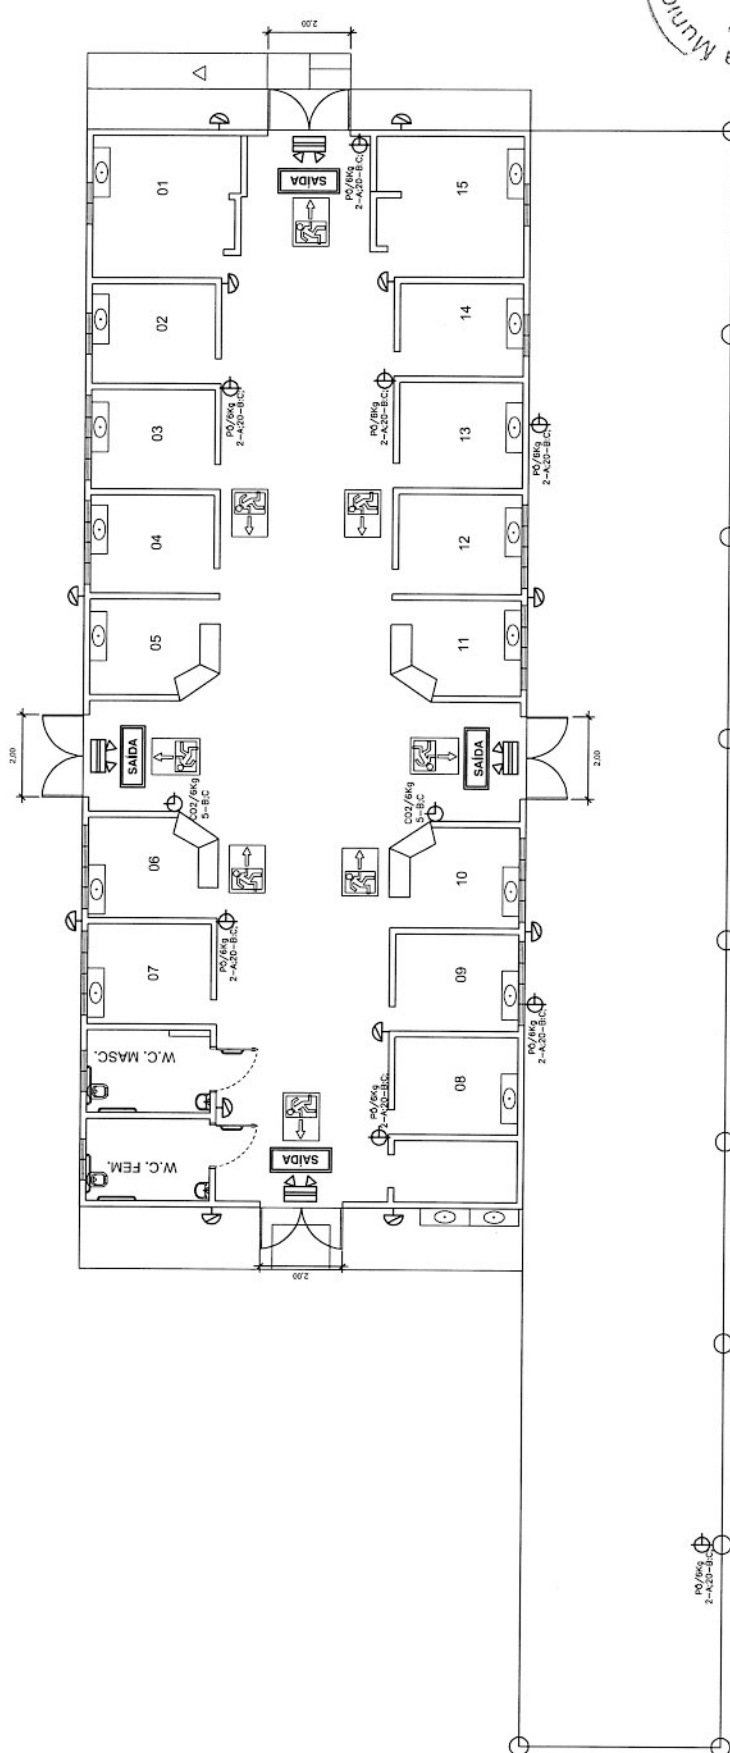 Munic
2,00
01
SAÍDA
PÓ/6Kg
2-A:20-B:C;
15
02
14
03
PÓ/6Kg
2-A:20-B:C;
PÓ/6Kg
2-A:20-B:C;
13
PÓ/6Kg
2-A:20-B:C;
04
12
05
11
2,00
SAÍDA
SAÍDA
2,00
CO2/6Kg
5-B:C
CO2/6Kg
5-B:C
06
10
07
PÓ/6Kg
2-A:20-B:C;
09
PÓ/6Kg
2-A:20-B:C;
W.C. MASC.
08
PÓ/6Kg
2-A:20-B:C;
W.C. FEM.
SAÍDA
2,00
PÓ/6Kg
2-A:20-B:C;